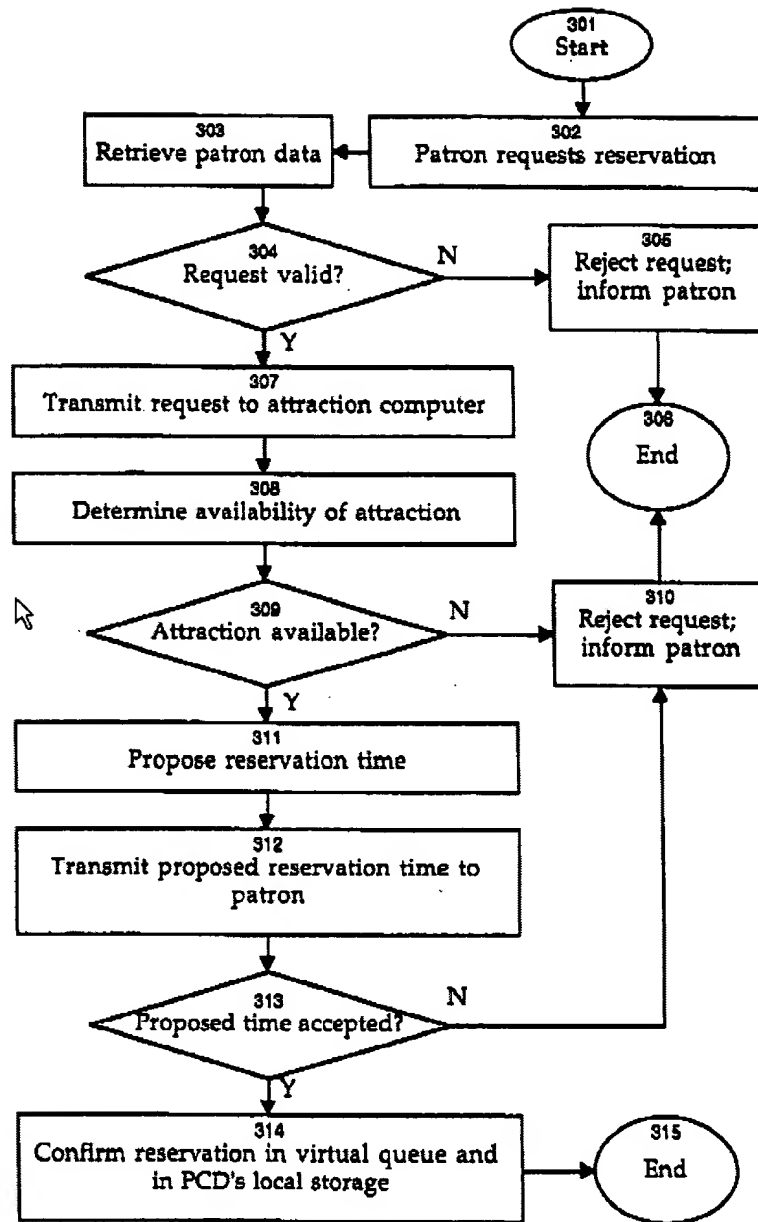 301
Start
303
Retrieve patron data
302
Patron requests reservation
304
Request valid?
N
305
Reject request;
inform patron
Y
307
Transmit request to attraction computer
306
End
308
Determine availability of attraction
309
Attraction available?
N
310
Reject request;
inform patron
Y
311
Propose reservation time
312
Transmit proposed reservation time to
patron
313
Proposed time accepted?
N
Y
314
Confirm reservation in virtual queue and
in PCD's local storage
315
End